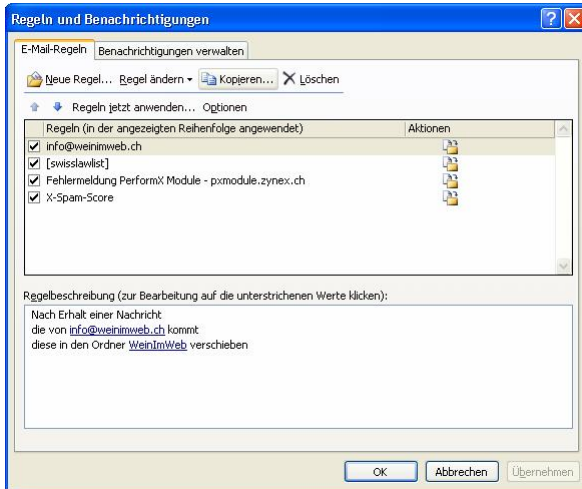 Regeln und Benachrichtigungen
E-Mail-Regeln Benachrichtigungen verwalten
Neue Regel... Regel ändern Kopieren... Löschen
Regeln jetzt anwenden... Optionen
Regeln (in der angezeigten Reihenfolge angewendet) Aktionen
info@weinimweb.ch
[swisslawlist]
Fehlermeldung PerformX Module - pxmodule.zynex.ch
X-Spam-Score
Regelbeschreibung (zur Bearbeitung auf die unterstrichenen Werte klicken):
Nach Erhalt einer Nachricht
die von info@weinimweb.ch kommt
diese in den Ordner WeinImWeb verschieben
OK Abbrechen Übernehmen